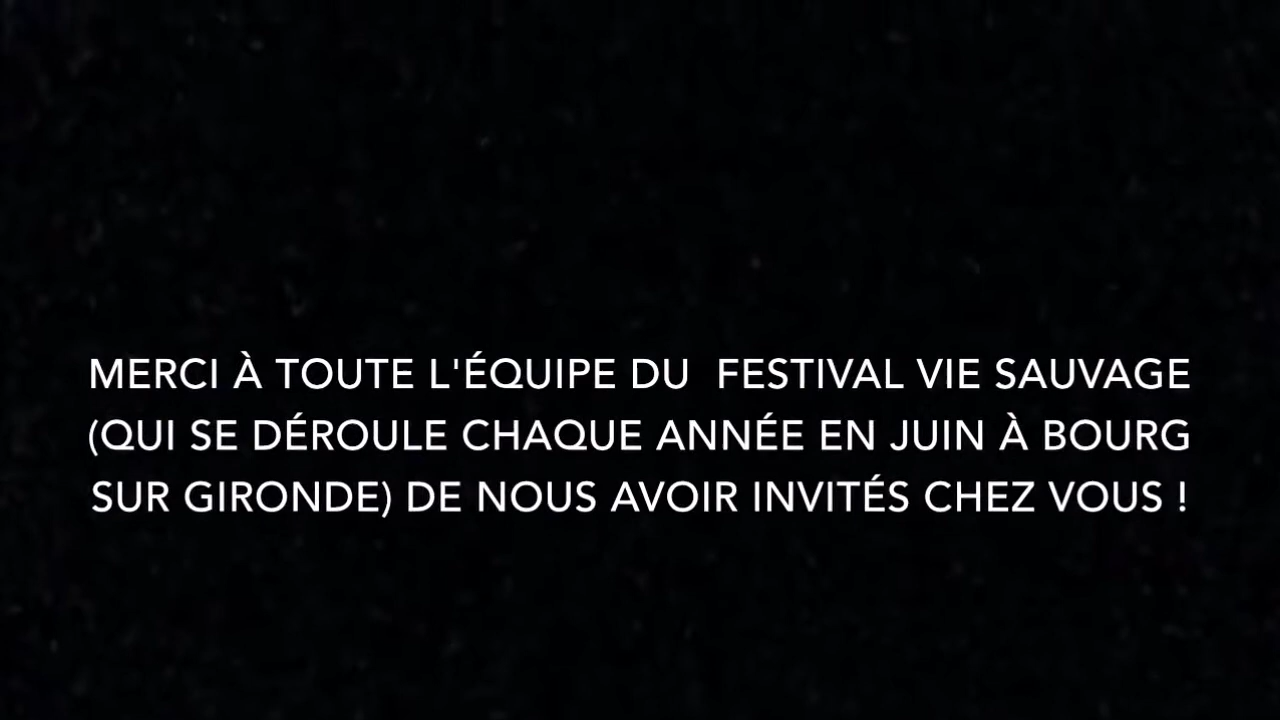 MERCI À TOUTE L'ÉQUIPE DU  FESTIVAL VIE SAUVAGE
(QUI SE DÉROULE CHAQUE ANNÉE EN JUIN À BOURG
SUR GIRONDE) DE NOUS AVOIR INVITÉS CHEZ VOUS !